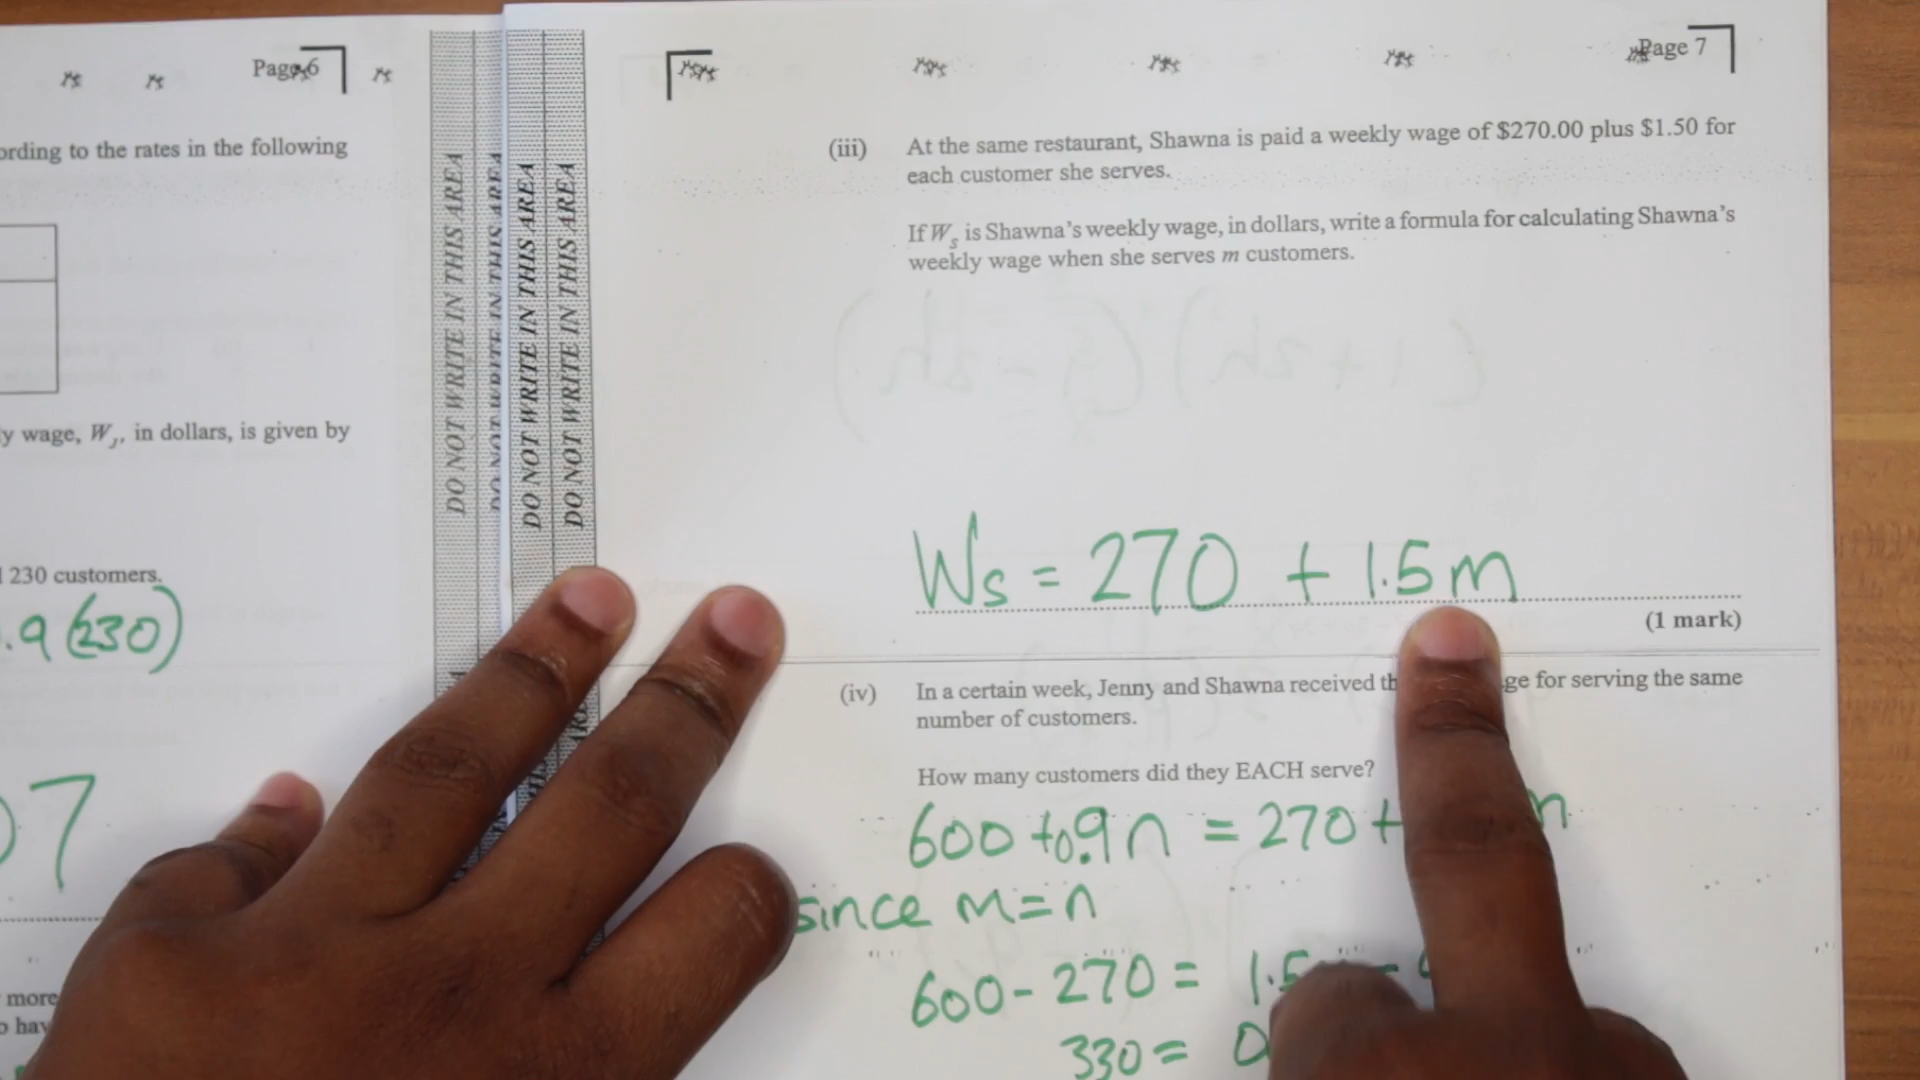 Page 6
ording to the rates in the following
y wage, WJ, in dollars, is given by
230 customers.
.9(230)
07
more
o hav
DO NOT WRITE IN THIS AREA
DO NOT WRITE IN THIS AREA
DO NOT WRITE IN THIS AREA
DO NOT WRITE IN THIS AREA
Page 7
(iii) At the same restaurant, Shawna is paid a weekly wage of $270.00 plus $1.50 for
each customer she serves.
If Ws is Shawna's weekly wage, in dollars, write a formula for calculating Shawna's
weekly wage when she serves m customers.
Ws = 270 + 1.5m
(1 mark)
(iv) In a certain week, Jenny and Shawna received th ge for serving the same
number of customers.
How many customers did they EACH serve?
600 + 0.9n = 270 + n
since m=n
600 - 270 = 1.5 -
330 = 0